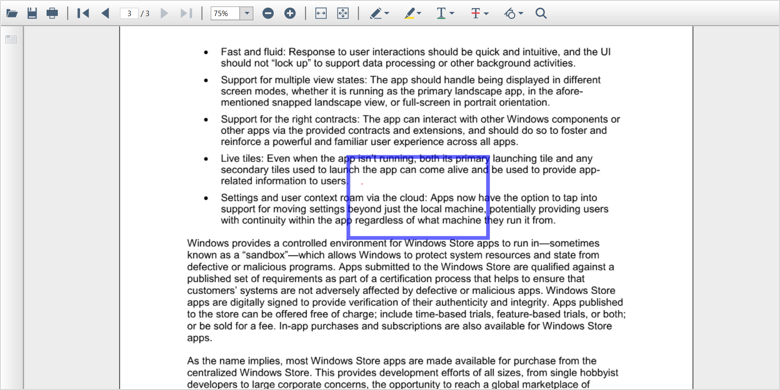 3 / 3
75%
• Fast and fluid: Response to user interactions should be quick and intuitive, and the UI
should not “lock up” to support data processing or other background activities.
• Support for multiple view states: The app should handle being displayed in different
screen modes, whether it is running as the primary landscape app, in the afore-
mentioned snapped landscape view, or full-screen in portrait orientation.
• Support for the right contracts: The app can interact with other Windows components or
other apps via the provided contracts and extensions, and should do so to foster and
reinforce a powerful and familiar user experience across all apps.
• Live tiles: Even when the app isn't running, both its primary launching tile and any
secondary tiles used to launch the app can come alive and be used to provide app-
related information to users.
• Settings and user context roam via the cloud: Apps now have the option to tap into
support for moving settings beyond just the local machine, potentially providing users
with continuity within the app regardless of what machine they run it from.
Windows provides a controlled environment for Windows Store apps to run in—sometimes
known as a “sandbox”—which allows Windows to protect system resources and state from
defective or malicious programs. Apps submitted to the Windows Store are qualified against a
published set of requirements as part of a certification process that helps to ensure that
customers’ systems are not adversely affected by defective or malicious apps. Windows Store
apps are digitally signed to provide verification of their authenticity and integrity. Apps published
to the store can be offered free of charge; include time-based trials, feature-based trials, or both;
or be sold for a fee. In-app purchases and subscriptions are also available for Windows Store
apps.
As the name implies, most Windows Store apps are made available for purchase from the
centralized Windows Store. This provides development efforts of all sizes, from single hobbyist
developers to large corporate concerns, the opportunity to reach a global marketplace of